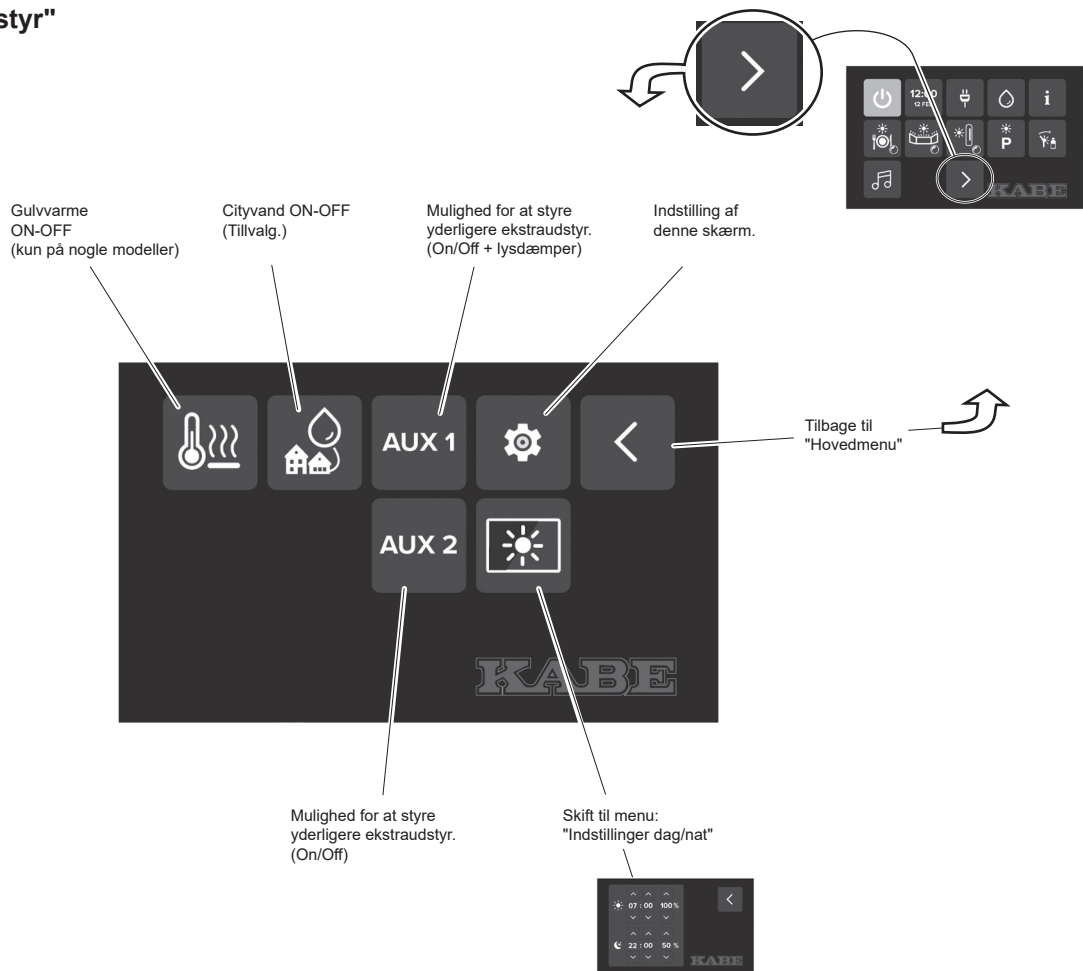 styr"
12:00
12 FEB
i
P
KABE
Gulvvarme
ON-OFF
(kun på nogle modeller)
Cityvand ON-OFF
(Tillvalg.)
Mulighed for at styre
yderligere ekstraudstyr.
(On/Off + lysdæmper)
Indstilling af
denne skærm.
AUX 1
Tilbage til
"Hovedmenu"
AUX 2
KABE
Mulighed for at styre
yderligere ekstraudstyr.
(On/Off)
Skift til menu:
"Indstillinger dag/nat"
07 : 00 100 %
22 : 00 50 %
KABE